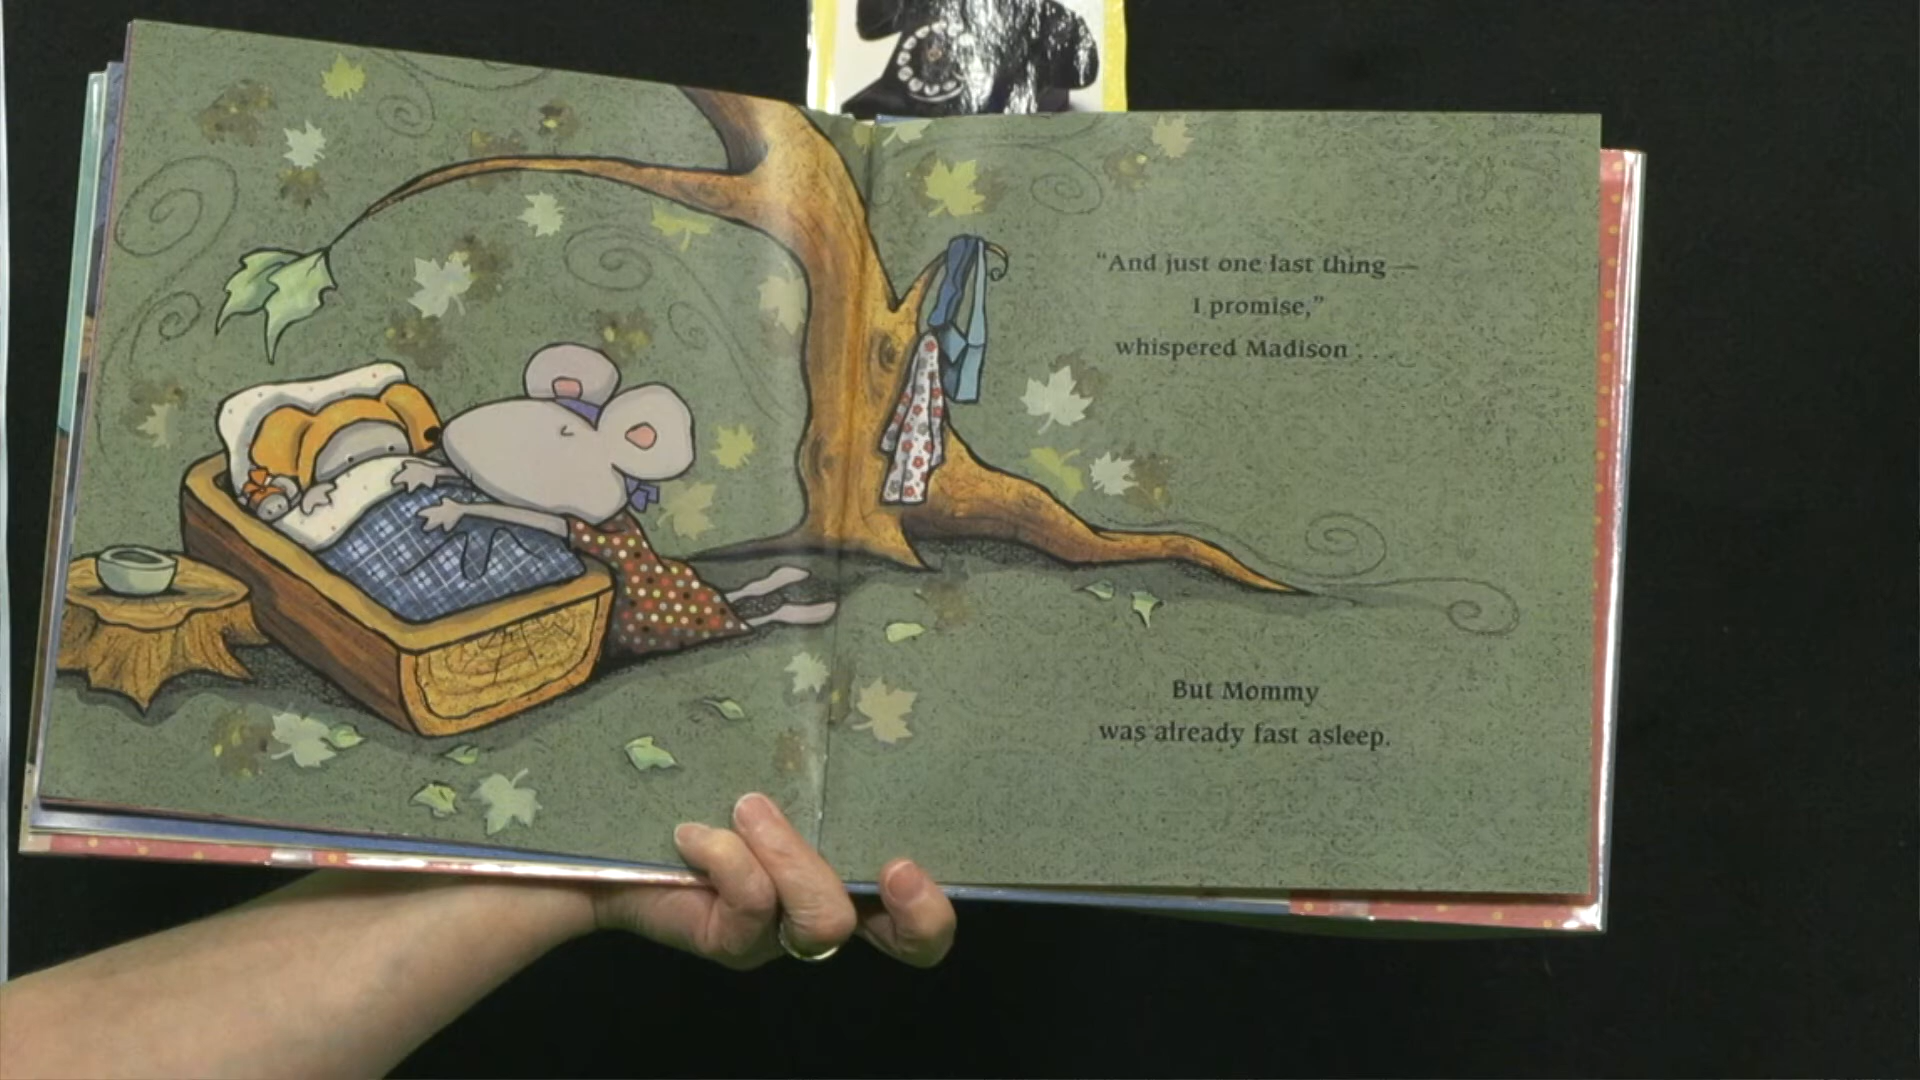 “And just one last thing—
I promise,”
whispered Madison . . .
But Mommy
was already fast asleep.